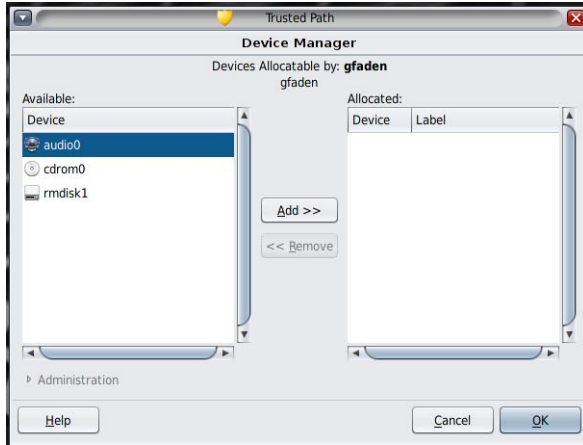 Trusted Path
Device Manager
Devices Allocatable by: gfaden
gfaden
Available:
Device
audio0
cdrom0
rmdisk1
Add >>
<< Remove
Allocated:
Device Label
Administration
Help
Cancel
OK